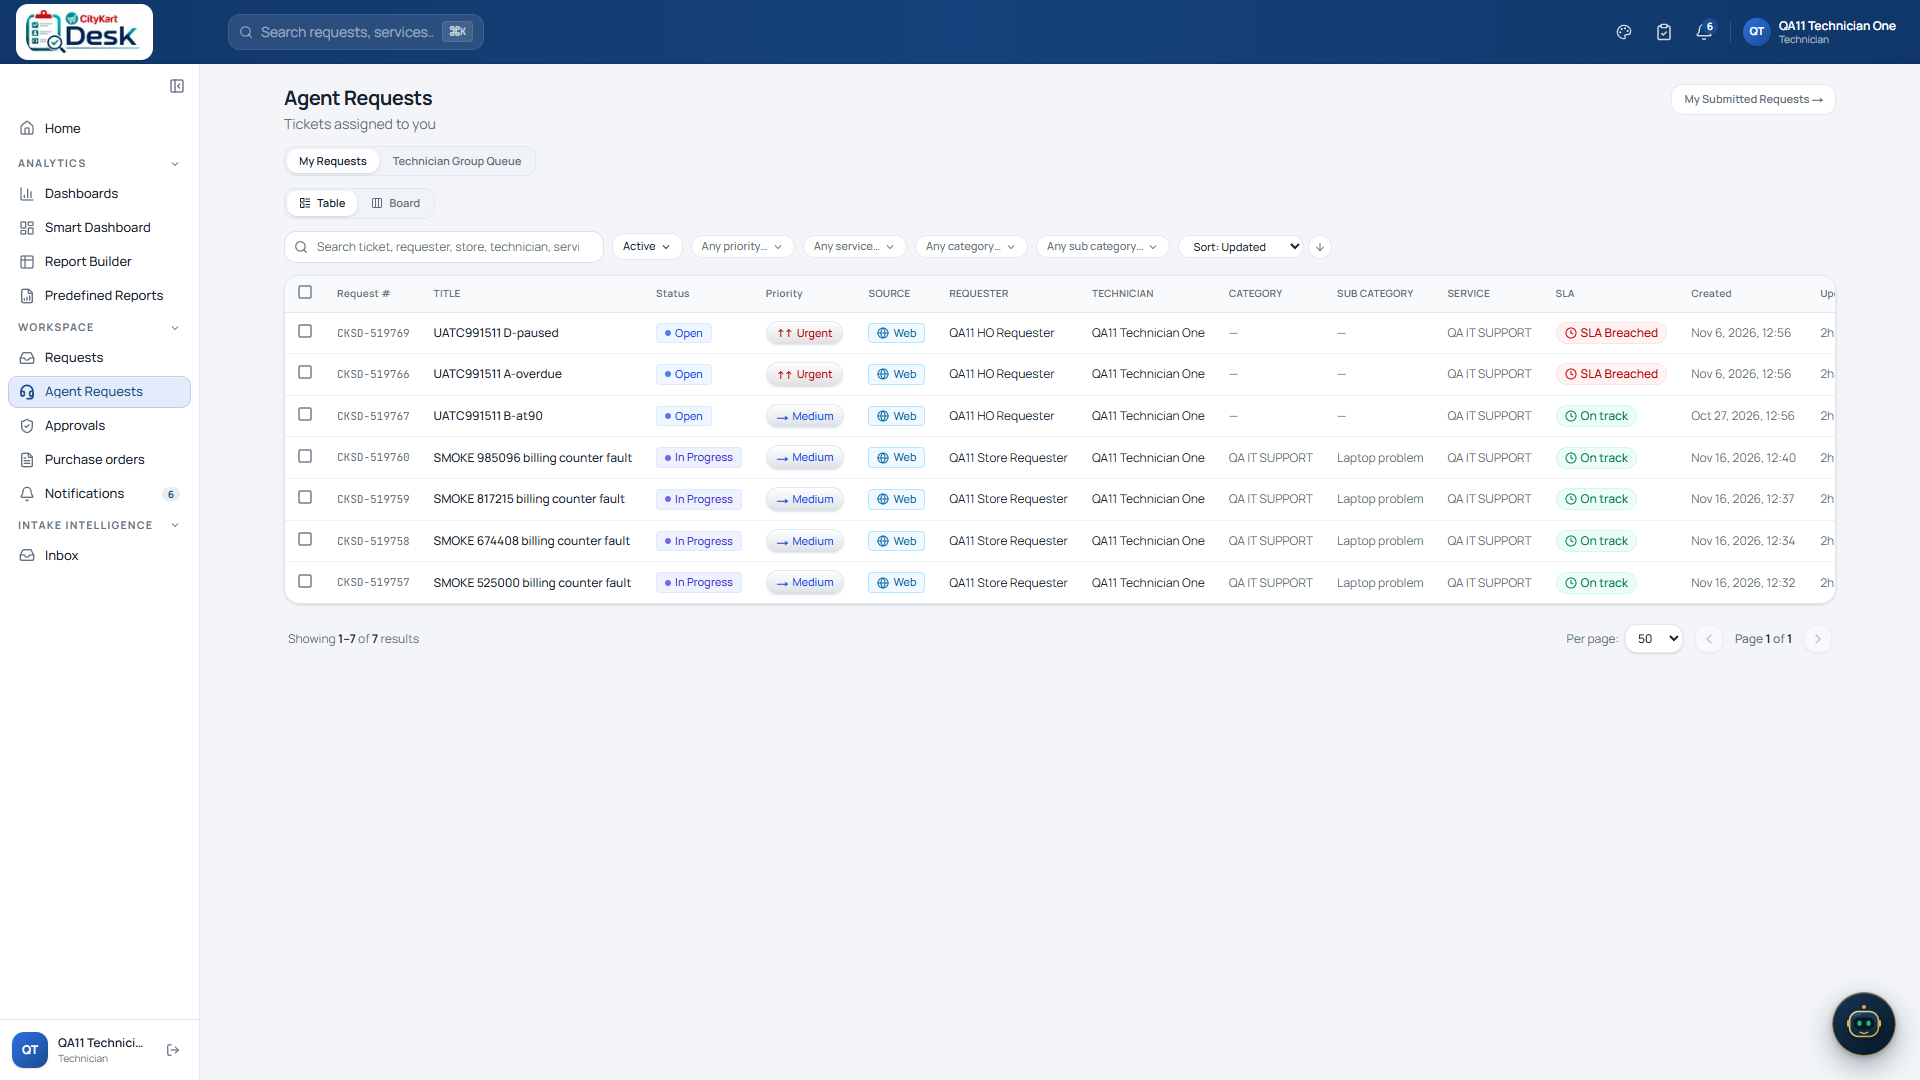 CityKart
Desk
Search requests, services..
⌘K
6
QT
QA11 Technician One
Technician
Home
ANALYTICS
Dashboards
Smart Dashboard
Report Builder
Predefined Reports
WORKSPACE
Requests
Agent Requests
Approvals
Purchase orders
Notifications 6
INTAKE INTELLIGENCE
Inbox
QT
QA11 Technici...
Technician
Agent Requests
Tickets assigned to you
My Submitted Requests →
My Requests Technician Group Queue
Table Board
Search ticket, requester, store, technician, servi
Active Any priority... Any service... Any category... Any sub category... Sort: Updated ↓
Request # TITLE Status Priority SOURCE REQUESTER TECHNICIAN CATEGORY SUB CATEGORY SERVICE SLA Created Up
CKSD-519769 UATC991511 D-paused Open ↑↑ Urgent Web QA11 HO Requester QA11 Technician One — — QA IT SUPPORT SLA Breached Nov 6, 2026, 12:56 2h
CKSD-519766 UATC991511 A-overdue Open ↑↑ Urgent Web QA11 HO Requester QA11 Technician One — — QA IT SUPPORT SLA Breached Nov 6, 2026, 12:56 2h
CKSD-519767 UATC991511 B-at90 Open → Medium Web QA11 HO Requester QA11 Technician One — — QA IT SUPPORT On track Oct 27, 2026, 12:56 2h
CKSD-519760 SMOKE 985096 billing counter fault In Progress → Medium Web QA11 Store Requester QA11 Technician One QA IT SUPPORT Laptop problem QA IT SUPPORT On track Nov 16, 2026, 12:40 2h
CKSD-519759 SMOKE 817215 billing counter fault In Progress → Medium Web QA11 Store Requester QA11 Technician One QA IT SUPPORT Laptop problem QA IT SUPPORT On track Nov 16, 2026, 12:37 2h
CKSD-519758 SMOKE 674408 billing counter fault In Progress → Medium Web QA11 Store Requester QA11 Technician One QA IT SUPPORT Laptop problem QA IT SUPPORT On track Nov 16, 2026, 12:34 2h
CKSD-519757 SMOKE 525000 billing counter fault In Progress → Medium Web QA11 Store Requester QA11 Technician One QA IT SUPPORT Laptop problem QA IT SUPPORT On track Nov 16, 2026, 12:32 2h
Showing 1–7 of 7 results
Per page: 50 Page 1 of 1